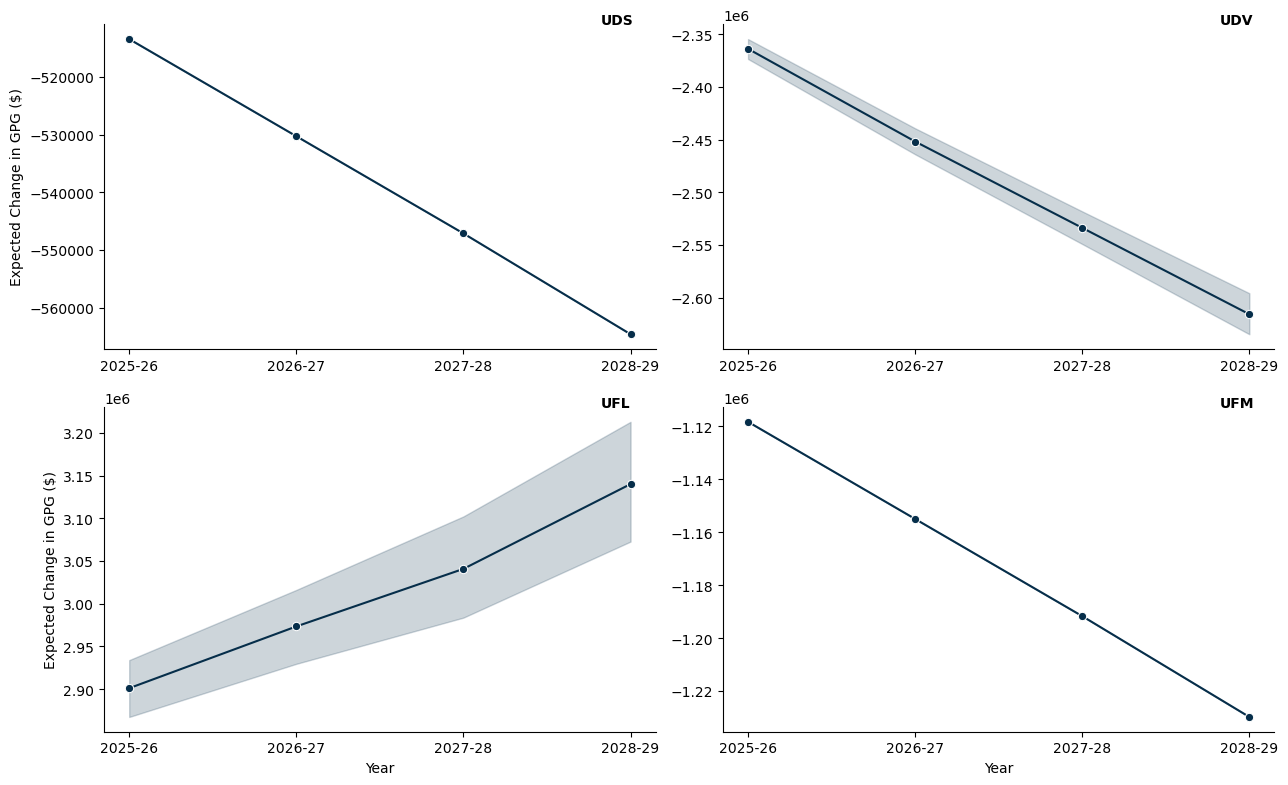 UDS
Expected Change in GPG ($)
−520000
−530000
−540000
−550000
−560000
2025-26 2026-27 2027-28 2028-29
1e6
UDV
−2.35
−2.40
−2.45
−2.50
−2.55
−2.60
2025-26 2026-27 2027-28 2028-29
1e6
UFL
Expected Change in GPG ($)
3.20
3.15
3.10
3.05
3.00
2.95
2.90
2025-26 2026-27 2027-28 2028-29
Year
1e6
UFM
−1.12
−1.14
−1.16
−1.18
−1.20
−1.22
2025-26 2026-27 2027-28 2028-29
Year